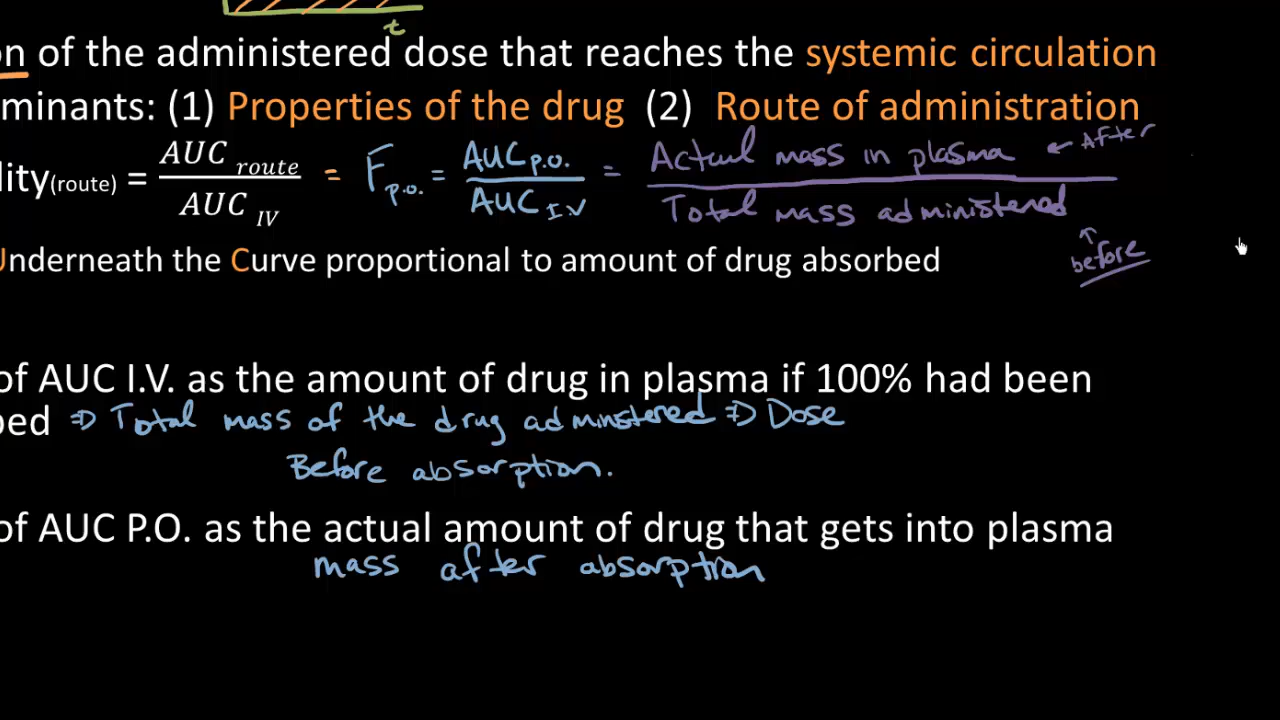 t
on of the administered dose that reaches the systemic circulation
minants: (1) Properties of the drug (2) Route of administration
lity(route) = AUC route / AUC IV = F p.o. = AUC p.o. / AUC I.V = Actual mass in plasma ← After / Total mass administered
↑
before
Underneath the Curve proportional to amount of drug absorbed
of AUC I.V. as the amount of drug in plasma if 100% had been
bed ⇒ Total mass of the drug adminstered ⇒ Dose
Before absorption.
of AUC P.O. as the actual amount of drug that gets into plasma
mass after absorption